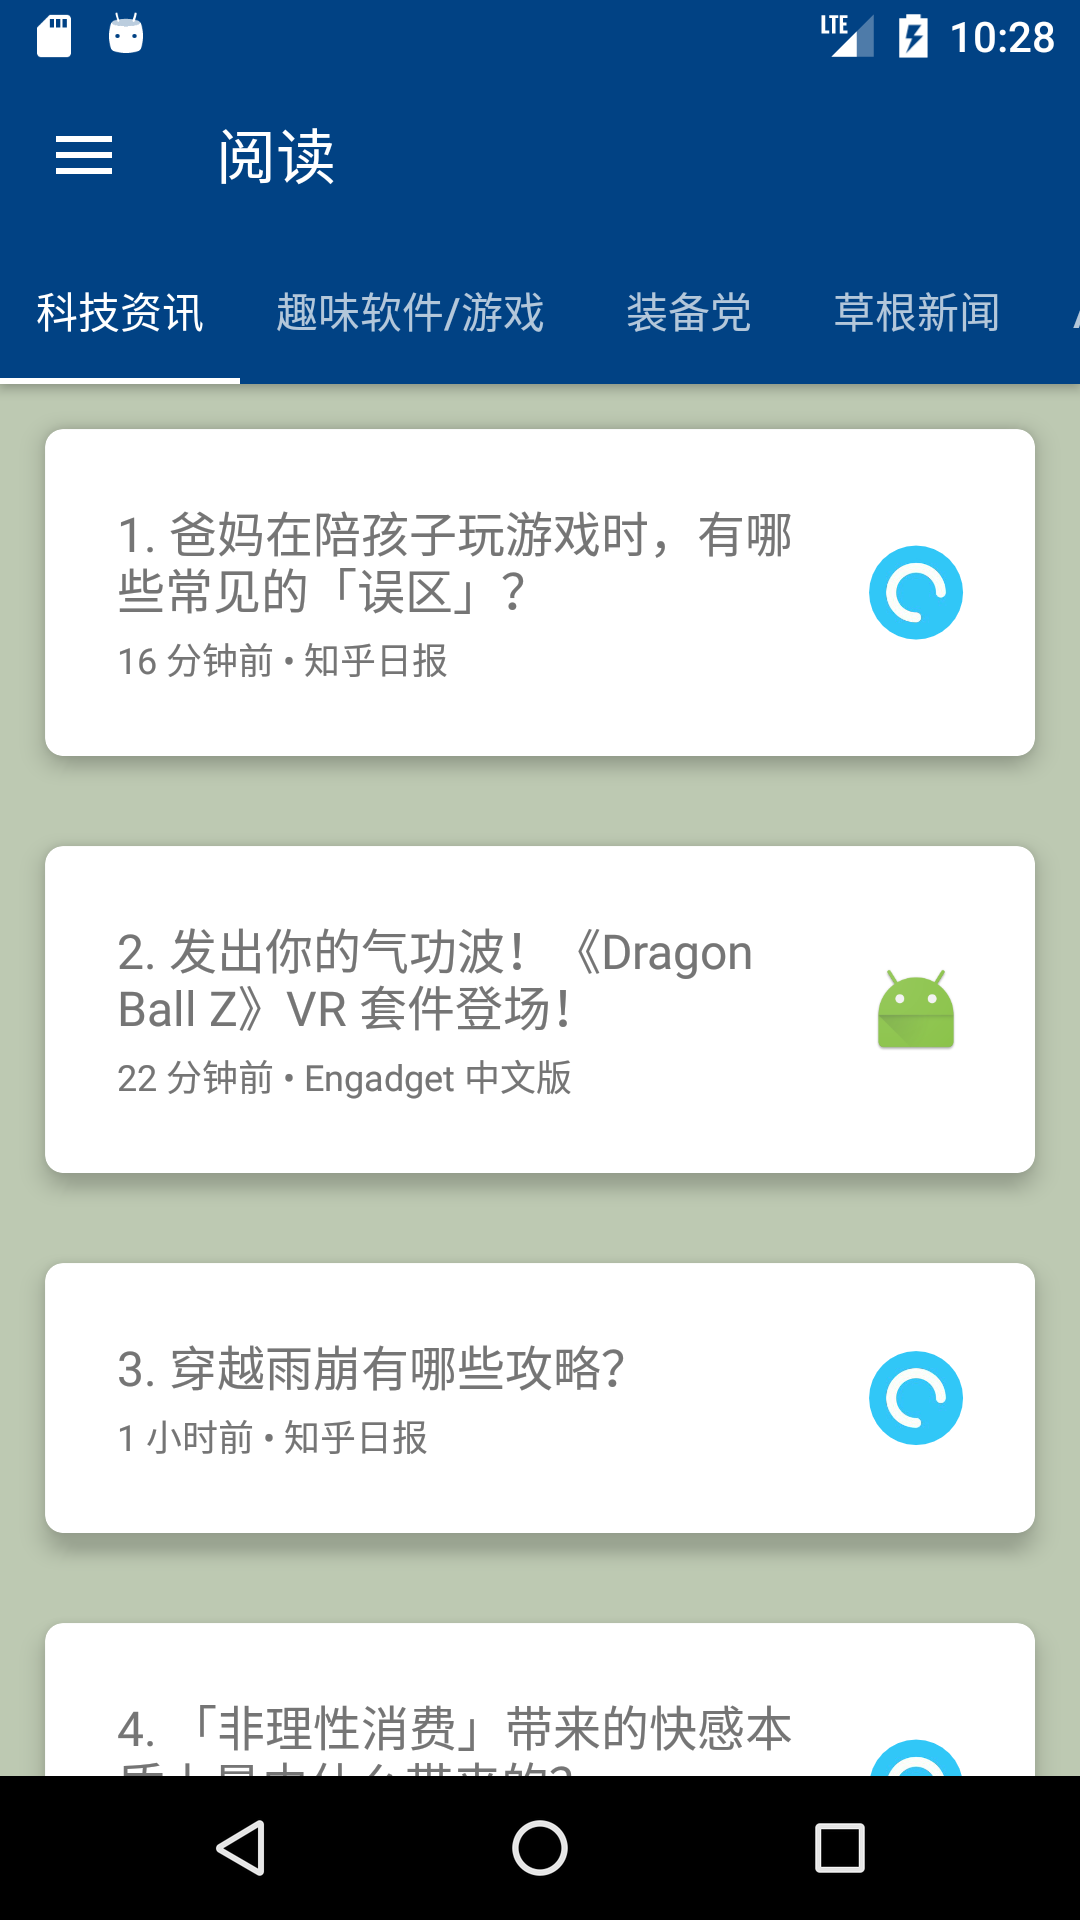 LTE 10:28
阅读
科技资讯 趣味软件/游戏 装备党 草根新闻
1. 爸妈在陪孩子玩游戏时，有哪
些常见的「误区」？
16 分钟前 • 知乎日报
2. 发出你的气功波！《Dragon
Ball Z》VR 套件登场！
22 分钟前 • Engadget 中文版
3. 穿越雨崩有哪些攻略？
1 小时前 • 知乎日报
4. 「非理性消费」带来的快感本